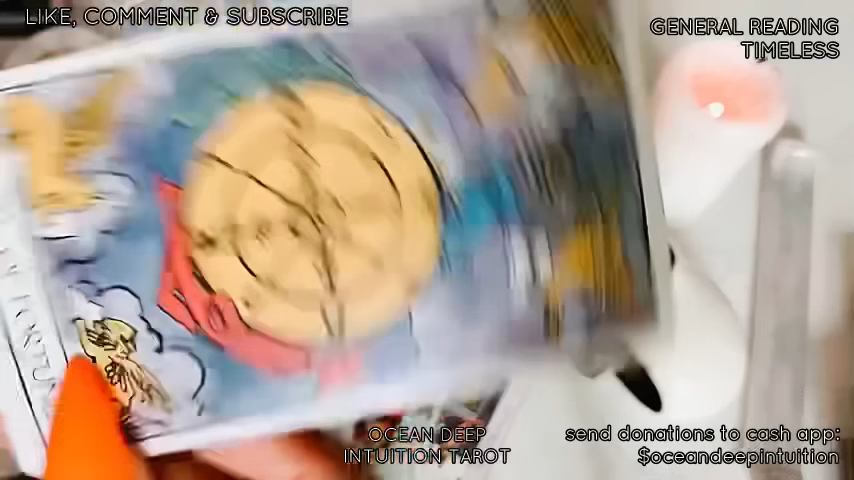 LIKE, COMMENT & SUBSCRIBE
GENERAL READING
TIMELESS
OCEAN DEEP
INTUITION TAROT
send donations to cash app:
$oceandeepintuition